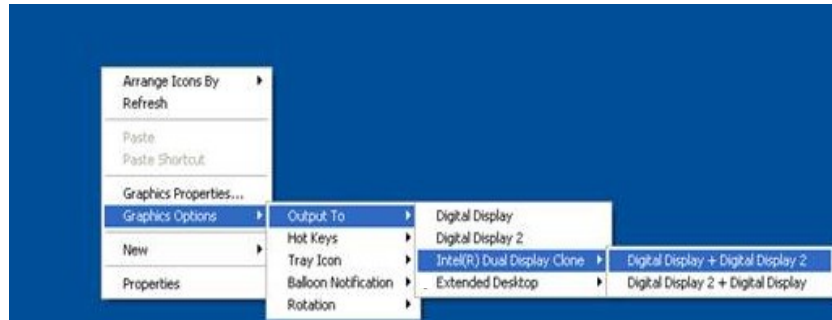 Arrange Icons By
Refresh
Paste
Paste Shortcut
Graphics Properties...
Graphics Options
New
Properties
Output To
Hot Keys
Tray Icon
Balloon Notification
Rotation
Digital Display
Digital Display 2
Intel(R) Dual Display Clone
Extended Desktop
Digital Display + Digital Display 2
Digital Display 2 + Digital Display